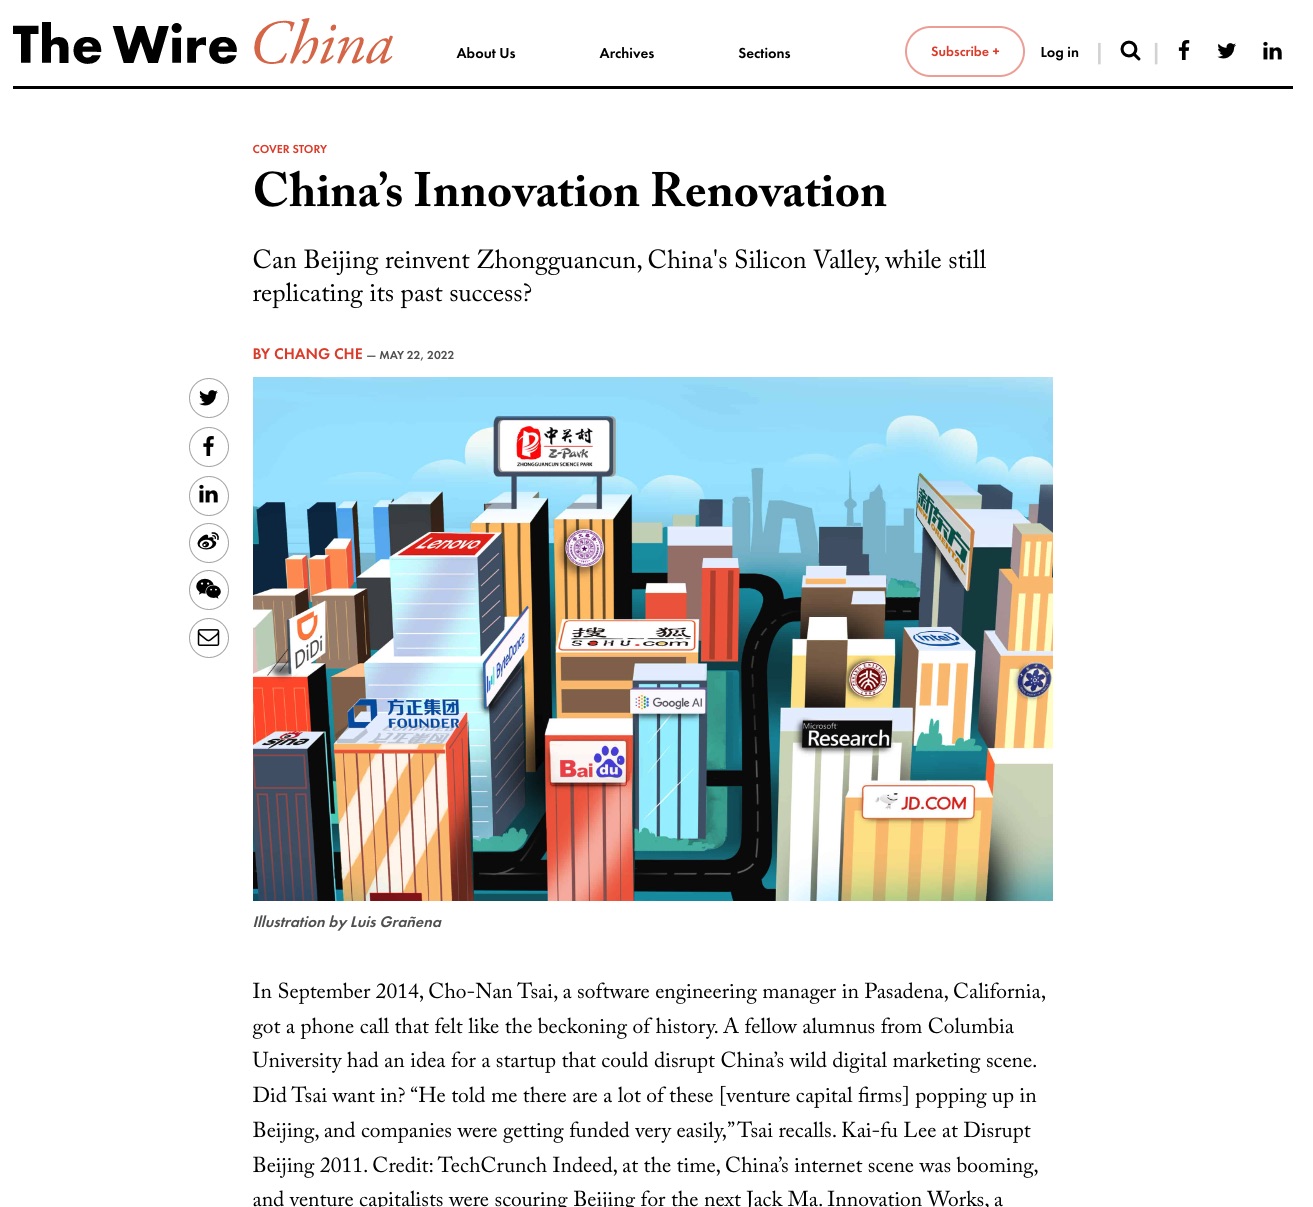 The Wire China
About Us
Archives
Sections
Subscribe +
Log in
COVER STORY
China’s Innovation Renovation
Can Beijing reinvent Zhongguancun, China's Silicon Valley, while still
replicating its past success?
BY CHANG CHE — MAY 22, 2022
中关村
Z-Park
ZHONGGUANCUN SCIENCE PARK
新东方
ORIENTAL
Lenovo
DiDi
ByteDance
搜狐
SOHU.com
intel
Google AI
方正集团
FOUNDER
sina
Microsoft
Research
Baidu
JD.COM
Illustration by Luis Grañena
In September 2014, Cho-Nan Tsai, a software engineering manager in Pasadena, California,
got a phone call that felt like the beckoning of history. A fellow alumnus from Columbia
University had an idea for a startup that could disrupt China’s wild digital marketing scene.
Did Tsai want in? “He told me there are a lot of these [venture capital firms] popping up in
Beijing, and companies were getting funded very easily,” Tsai recalls. Kai-fu Lee at Disrupt
Beijing 2011. Credit: TechCrunch Indeed, at the time, China’s internet scene was booming,
and venture capitalists were scouring Beijing for the next Jack Ma. Innovation Works, a